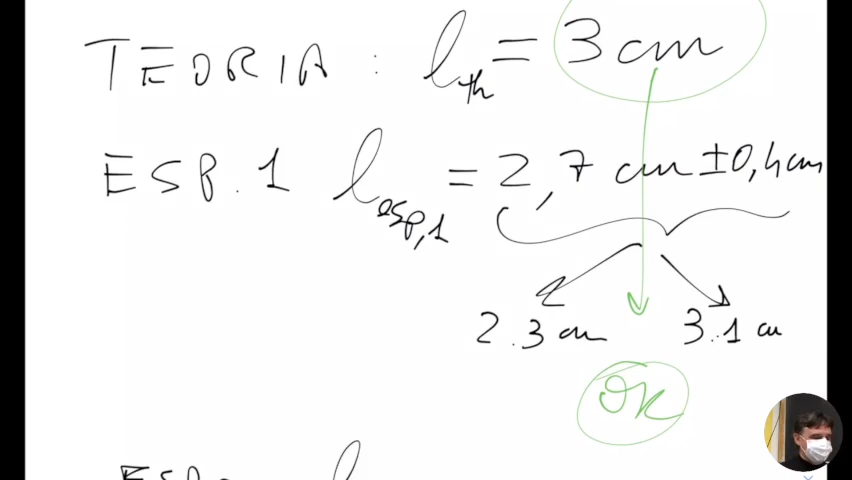 TEORIA : l_th = 3 cm
ESP. 1 l_esp,1 = 2,7 cm ± 0,4 cm
2.3 cm 3.1 cm
OK